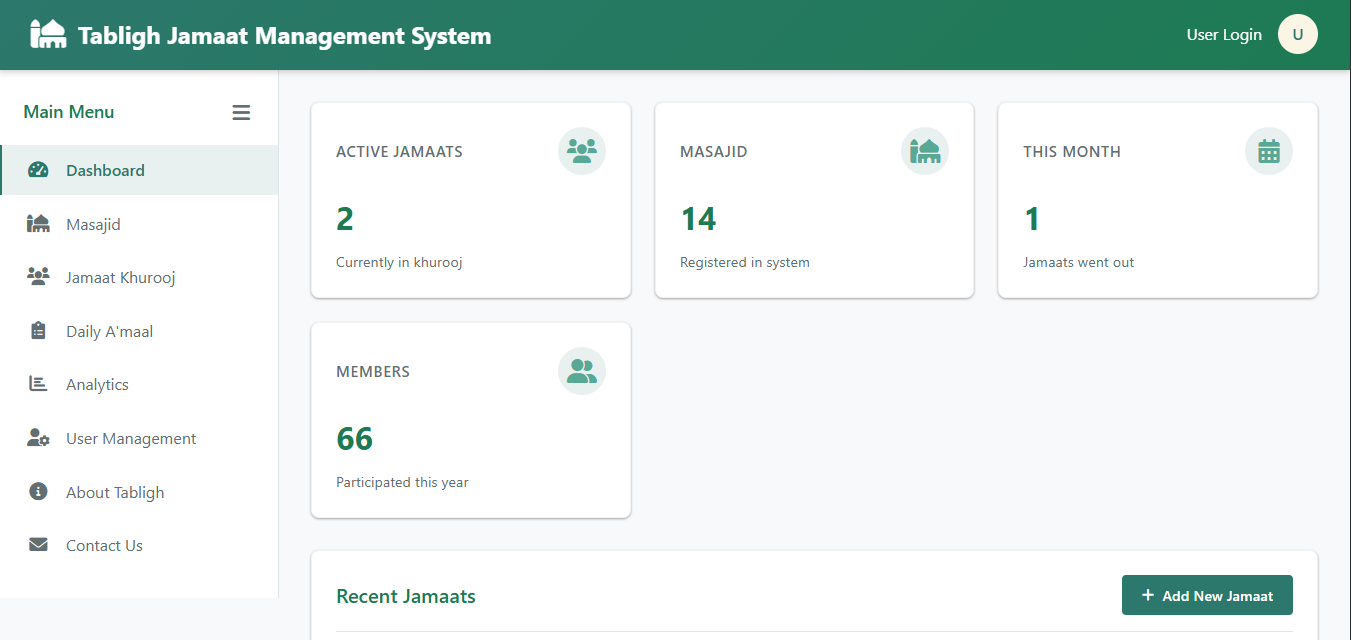 Tabligh Jamaat Management System
User Login
U
Main Menu
Dashboard
Masajid
Jamaat Khurooj
Daily A'maal
Analytics
User Management
About Tabligh
Contact Us
ACTIVE JAMAATS
2
Currently in khurooj
MASAJID
14
Registered in system
THIS MONTH
1
Jamaats went out
MEMBERS
66
Participated this year
Recent Jamaats
+ Add New Jamaat